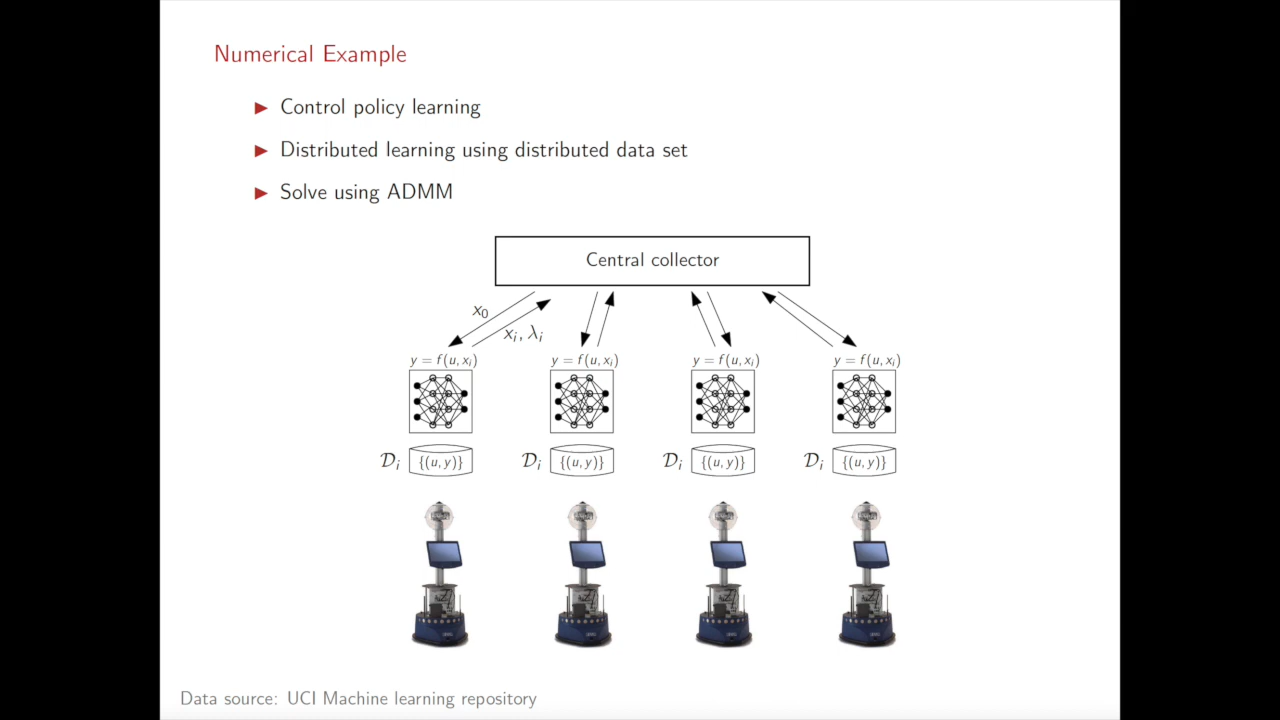 Numerical Example
▶ Control policy learning
▶ Distributed learning using distributed data set
▶ Solve using ADMM
Central collector
x₀
xᵢ, λᵢ
y = f(u, xᵢ) y = f(u, xᵢ) y = f(u, xᵢ) y = f(u, xᵢ)
𝒟ᵢ {(u, y)} 𝒟ᵢ {(u, y)} 𝒟ᵢ {(u, y)} 𝒟ᵢ {(u, y)}
Data source: UCI Machine learning repository